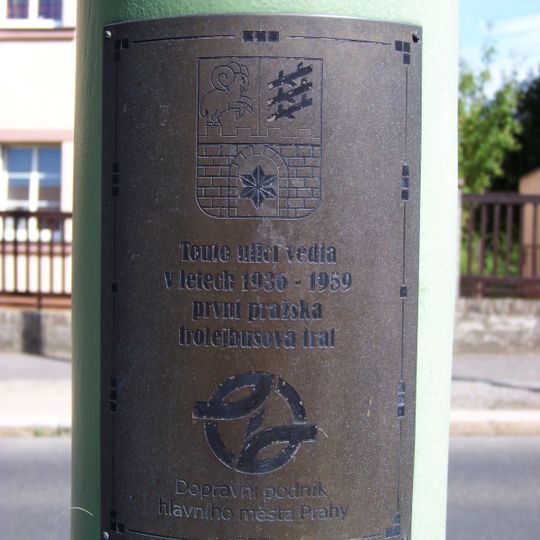 Touto ulicí vedla
v letech 1936 - 1959
první pražská
trolejbusová trať
Dopravní podnik
hlavního města Prahy